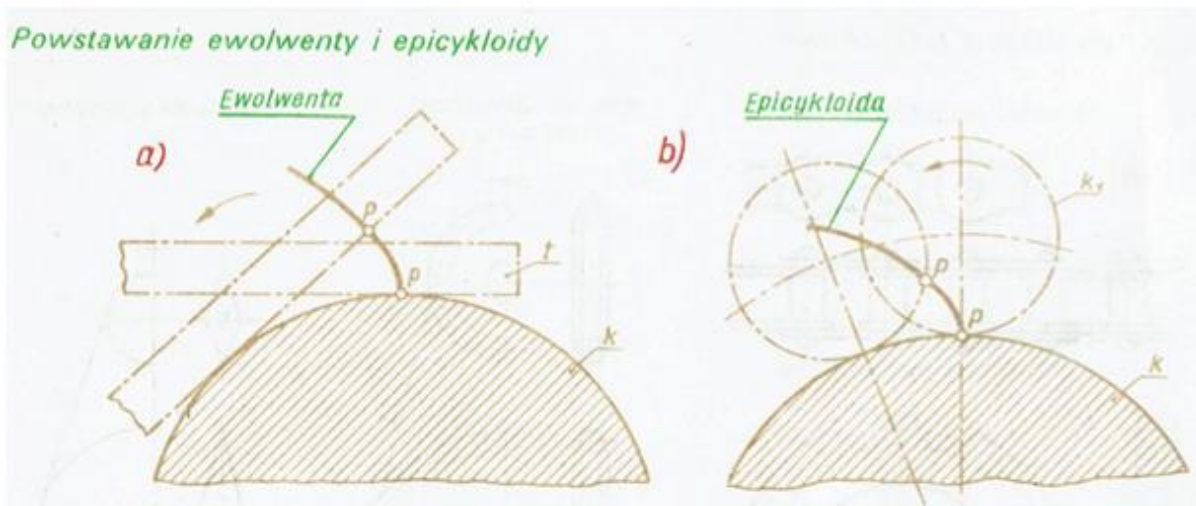 Powstawanie ewolwenty i epicykloidy
Ewolwenta
a)
p
p
t
k
Epicykloida
b)
k₁
p
p
k